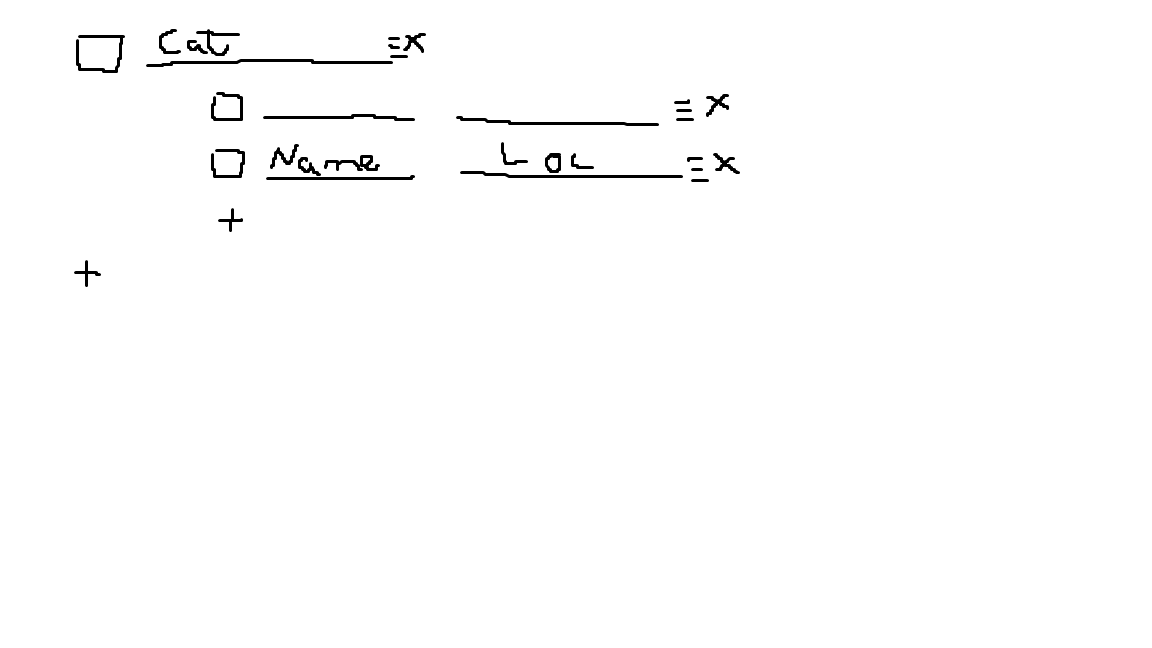 Cat ≡ x
≡ x
Name Loc ≡ x
+
+